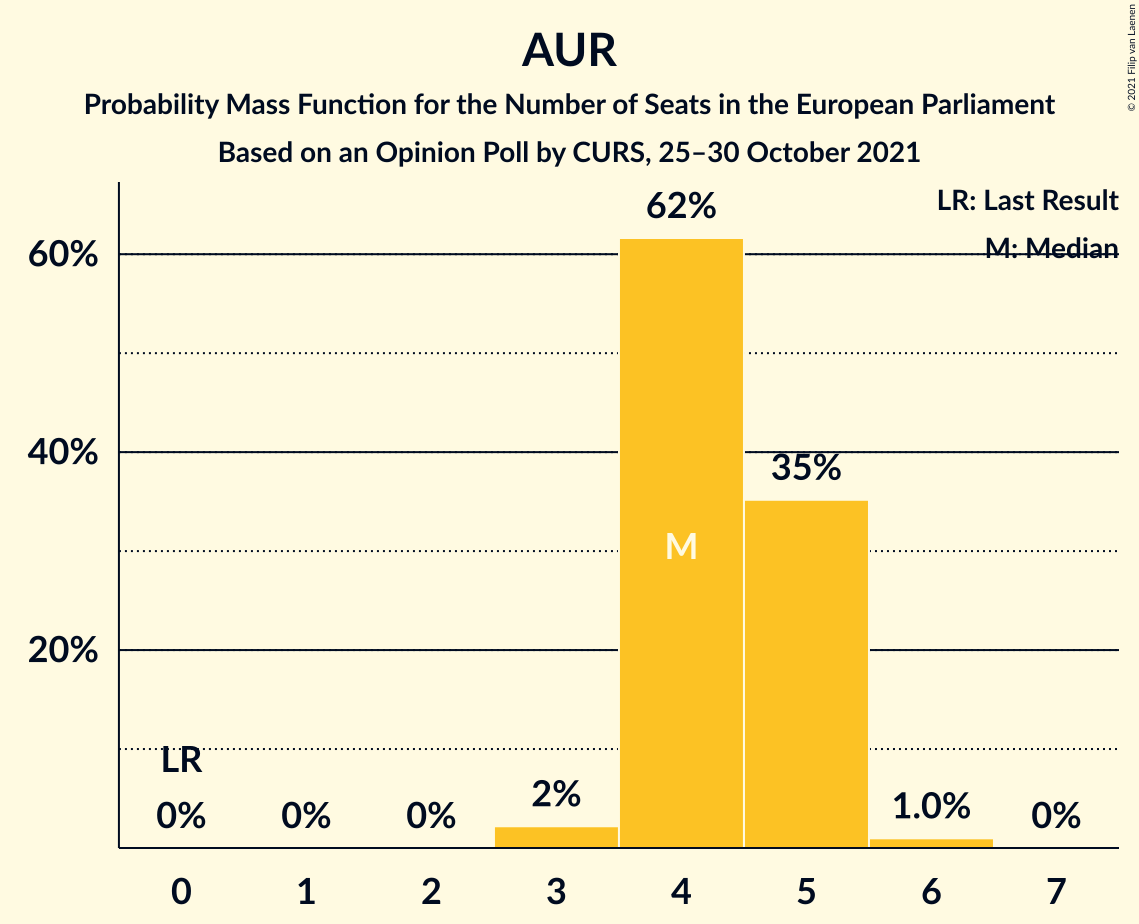 AUR
Probability Mass Function for the Number of Seats in the European Parliament
Based on an Opinion Poll by CURS, 25–30 October 2021
© 2021 Filip van Laenen
LR: Last Result
M: Median
60%
40%
20%
62%
35%
M
LR
0%
0%
0%
2%
1.0%
0%
0
1
2
3
4
5
6
7